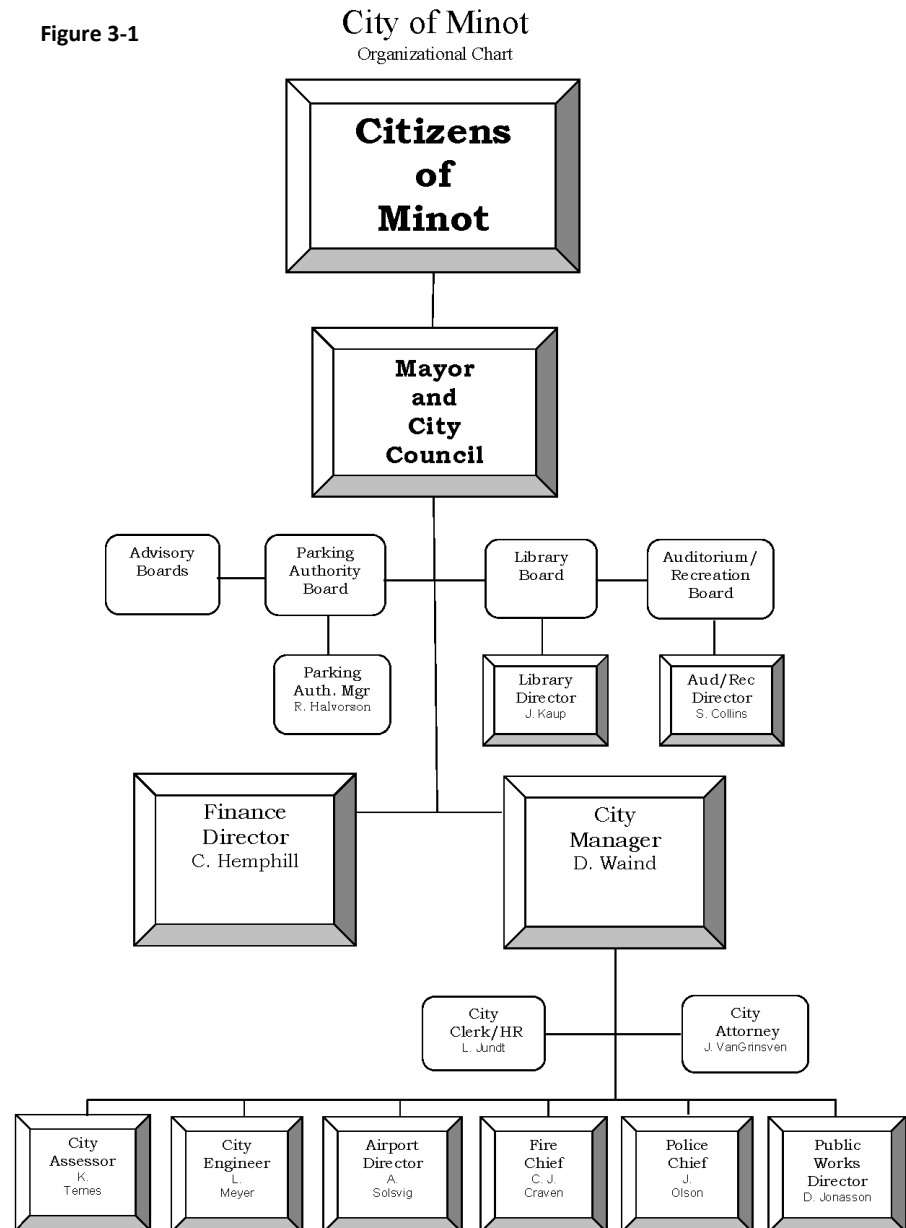 Figure 3-1
City of Minot
Organizational Chart
Citizens
of
Minot
Mayor
and
City
Council
Advisory
Boards
Parking
Authority
Board
Library
Board
Auditorium/
Recreation
Board
Parking
Auth. Mgr
R. Halvorson
Library
Director
J. Kaup
Aud/Rec
Director
S. Collins
Finance
Director
C. Hemphill
City
Manager
D. Waind
City
Clerk/HR
L. Jundt
City
Attorney
J. VanGrinsven
City
Assessor
K.
Ternes
City
Engineer
L.
Meyer
Airport
Director
A.
Solsvig
Fire
Chief
C. J.
Craven
Police
Chief
J.
Olson
Public
Works
Director
D. Jonasson